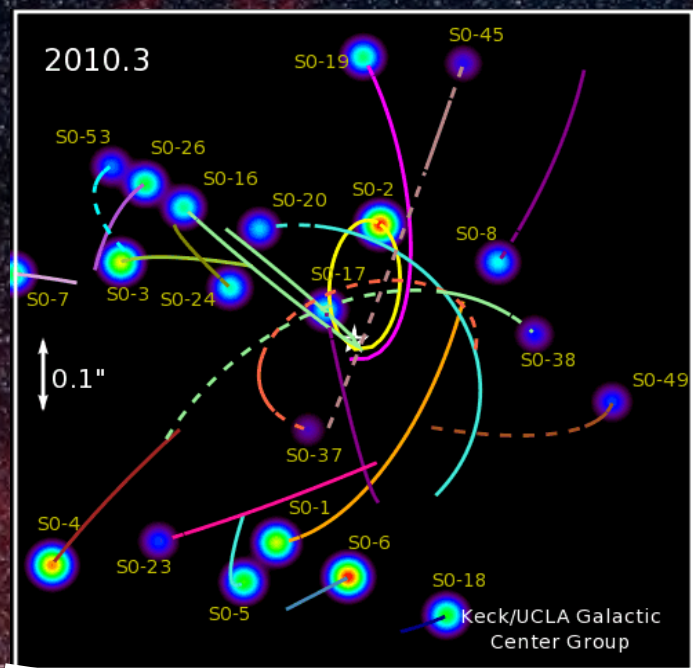 2010.3
S0-19
S0-45
S0-53
S0-26
S0-16
S0-20
S0-2
S0-8
S0-7
S0-3
S0-24
S0-17
S0-38
0.1"
S0-49
S0-37
S0-4
S0-23
S0-1
S0-6
S0-5
S0-18
Keck/UCLA Galactic
Center Group